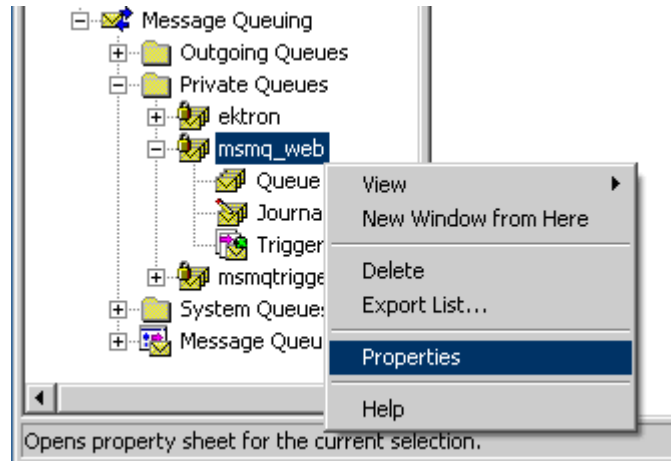 Message Queuing
Outgoing Queues
Private Queues
ektron
msmq_web
Queue
Journa
Trigger
msmqtrigge
System Queues
Message Queu
View
New Window from Here
Delete
Export List...
Properties
Help
Opens property sheet for the current selection.